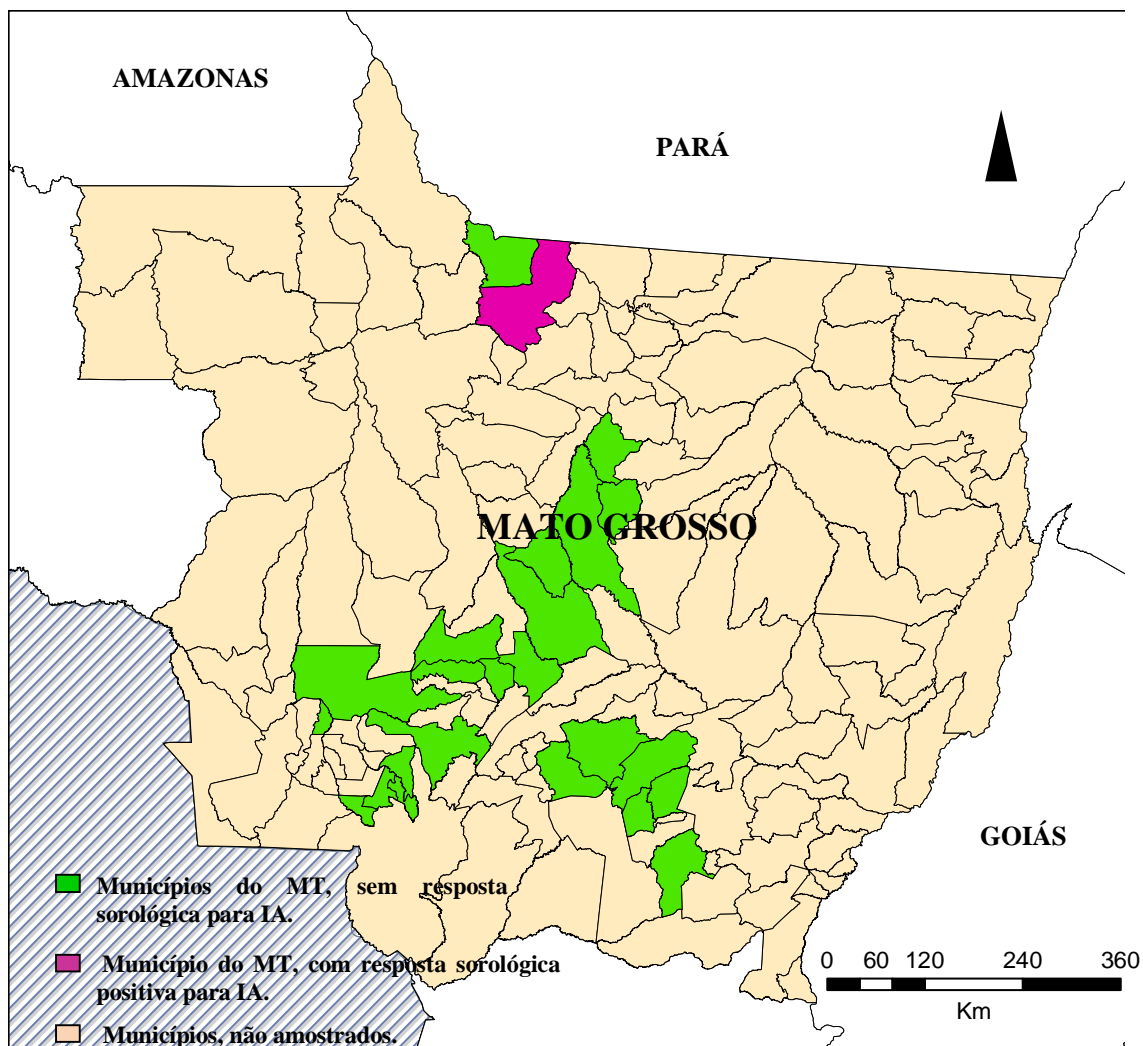 AMAZONAS
PARÁ
MATO GROSSO
GOIÁS
Municípios do MT, sem resposta
sorológica para IA.
Município do MT, com resposta sorológica
positiva para IA.
Municípios, não amostrados.
0 60 120 240 360
Km